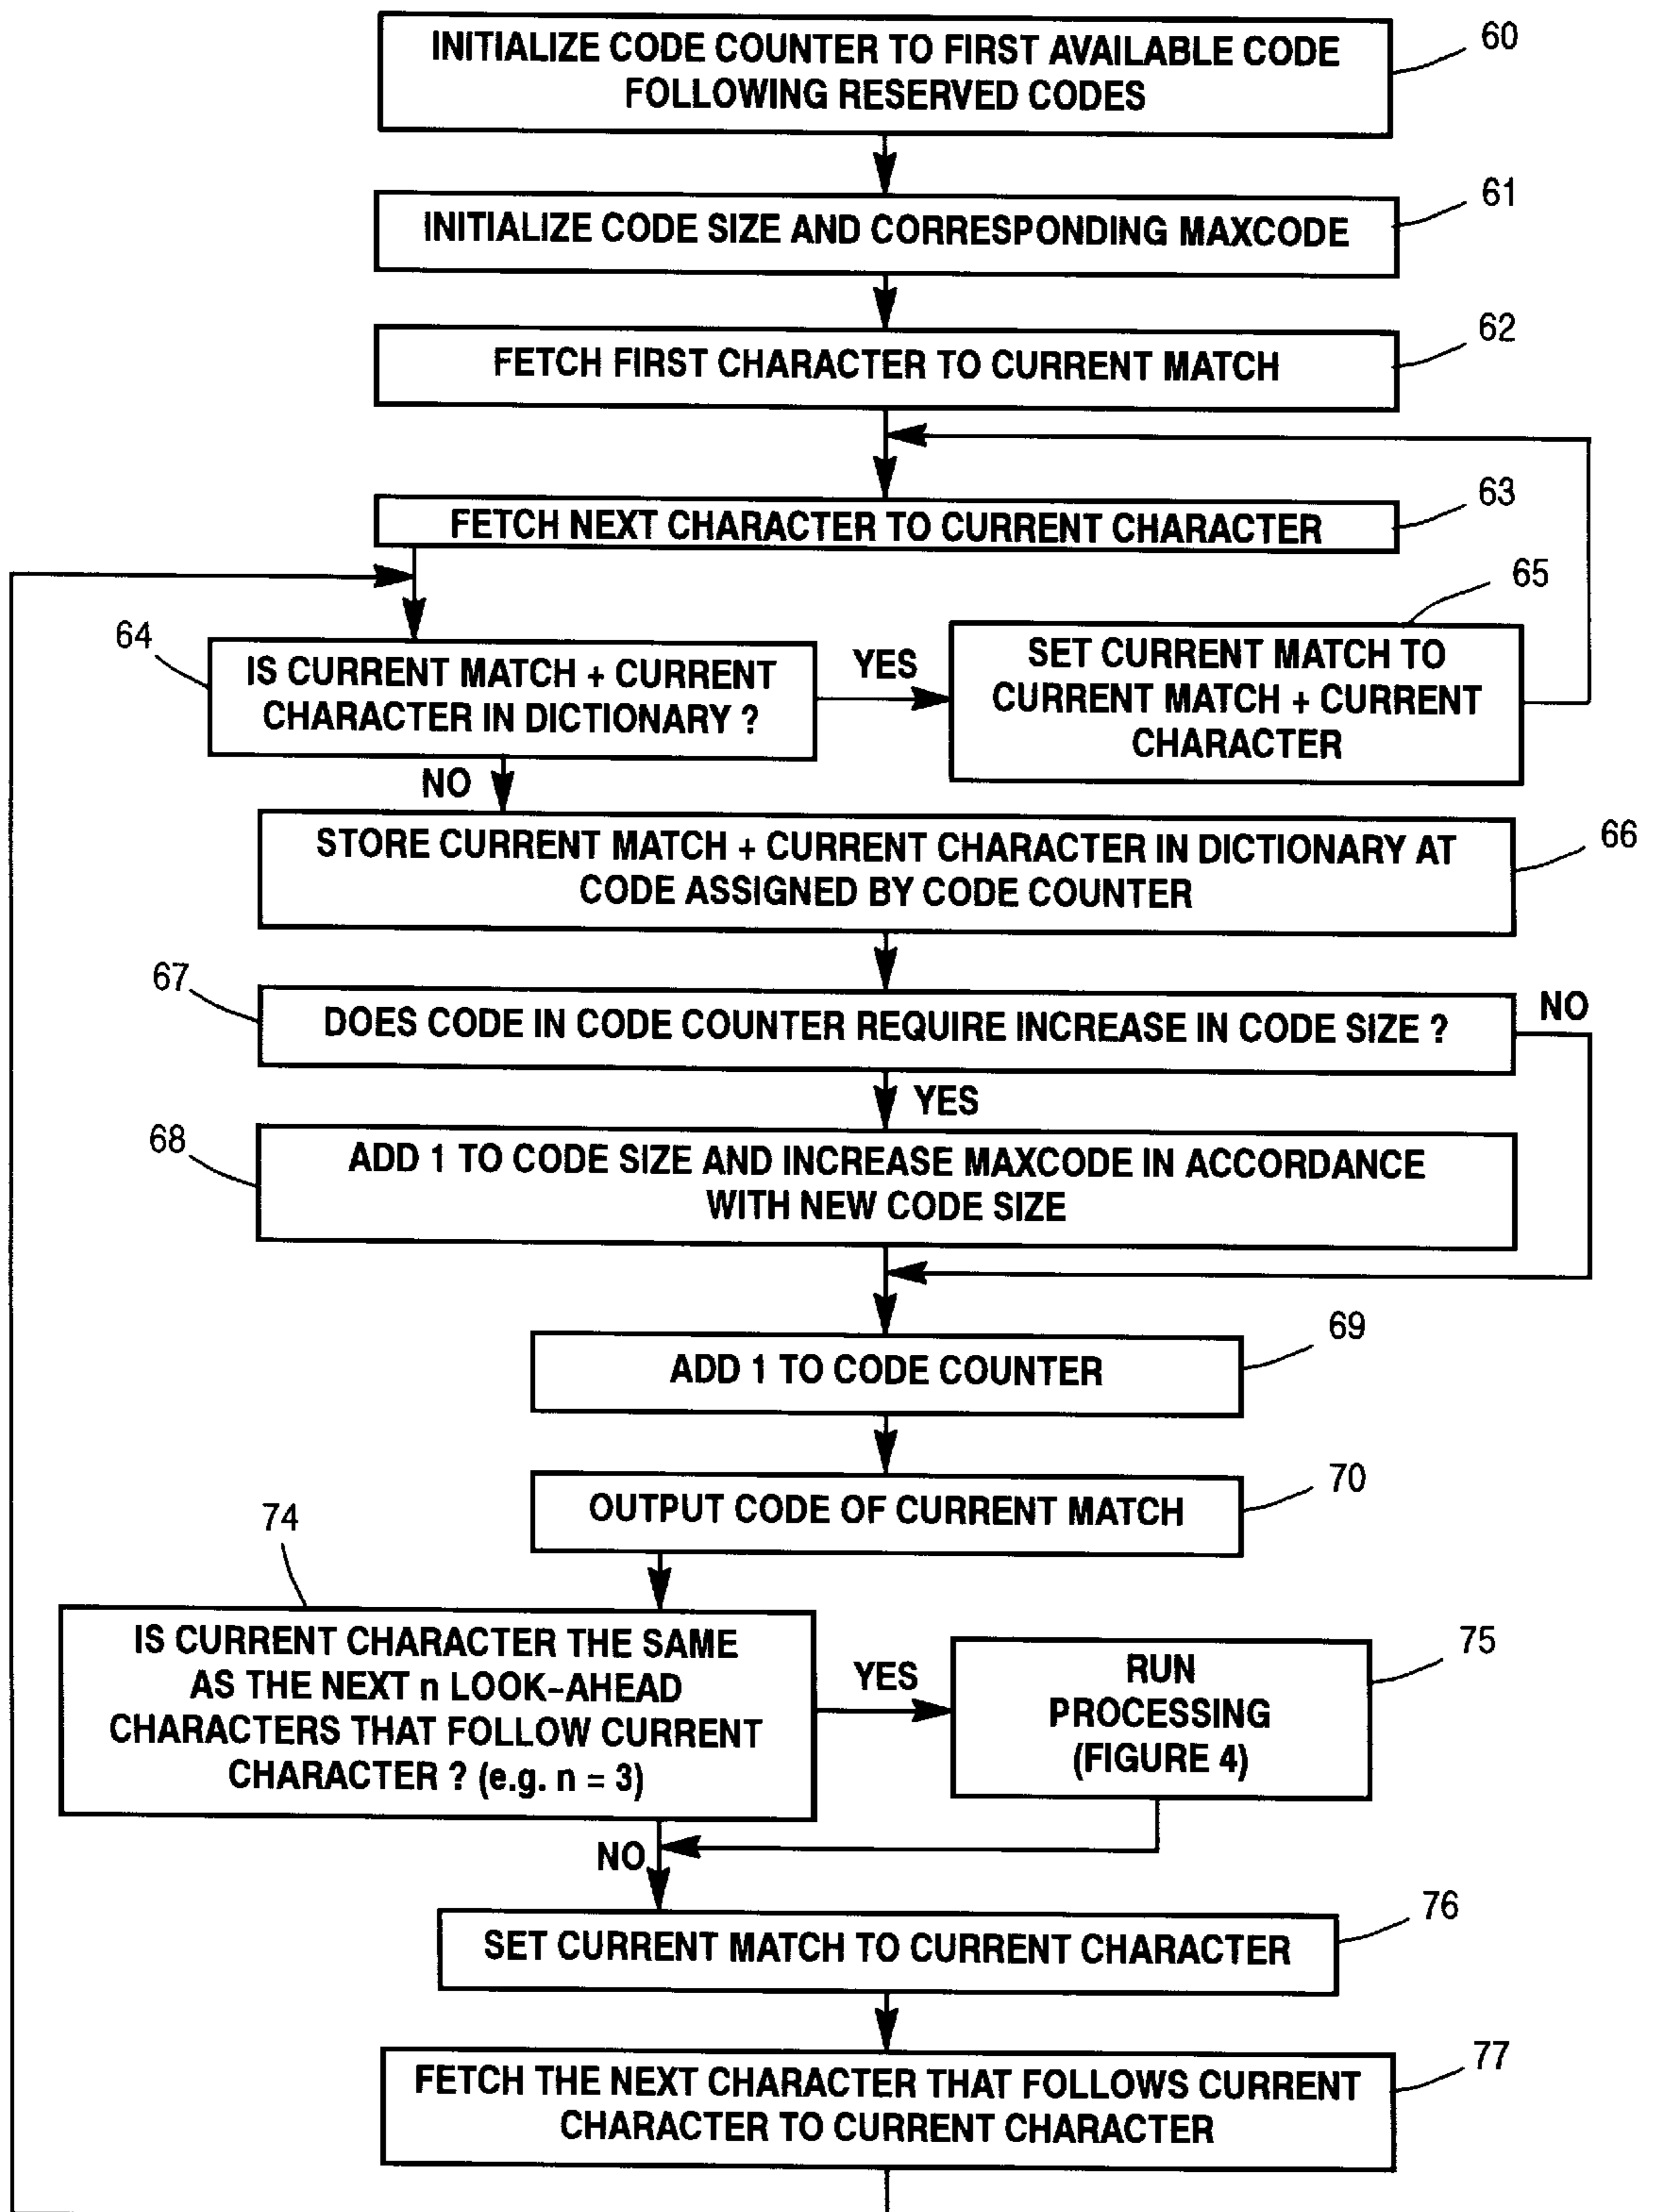 INITIALIZE CODE COUNTER TO FIRST AVAILABLE CODE
FOLLOWING RESERVED CODES
60
INITIALIZE CODE SIZE AND CORRESPONDING MAXCODE
61
FETCH FIRST CHARACTER TO CURRENT MATCH
62
FETCH NEXT CHARACTER TO CURRENT CHARACTER
63
64
IS CURRENT MATCH + CURRENT
CHARACTER IN DICTIONARY ?
YES
65
SET CURRENT MATCH TO
CURRENT MATCH + CURRENT
CHARACTER
NO
STORE CURRENT MATCH + CURRENT CHARACTER IN DICTIONARY AT
CODE ASSIGNED BY CODE COUNTER
66
67
DOES CODE IN CODE COUNTER REQUIRE INCREASE IN CODE SIZE ?
NO
YES
68
ADD 1 TO CODE SIZE AND INCREASE MAXCODE IN ACCORDANCE
WITH NEW CODE SIZE
69
ADD 1 TO CODE COUNTER
70
OUTPUT CODE OF CURRENT MATCH
74
IS CURRENT CHARACTER THE SAME
AS THE NEXT n LOOK-AHEAD
CHARACTERS THAT FOLLOW CURRENT
CHARACTER ? (e.g. n = 3)
YES
75
RUN
PROCESSING
(FIGURE 4)
NO
76
SET CURRENT MATCH TO CURRENT CHARACTER
77
FETCH THE NEXT CHARACTER THAT FOLLOWS CURRENT
CHARACTER TO CURRENT CHARACTER